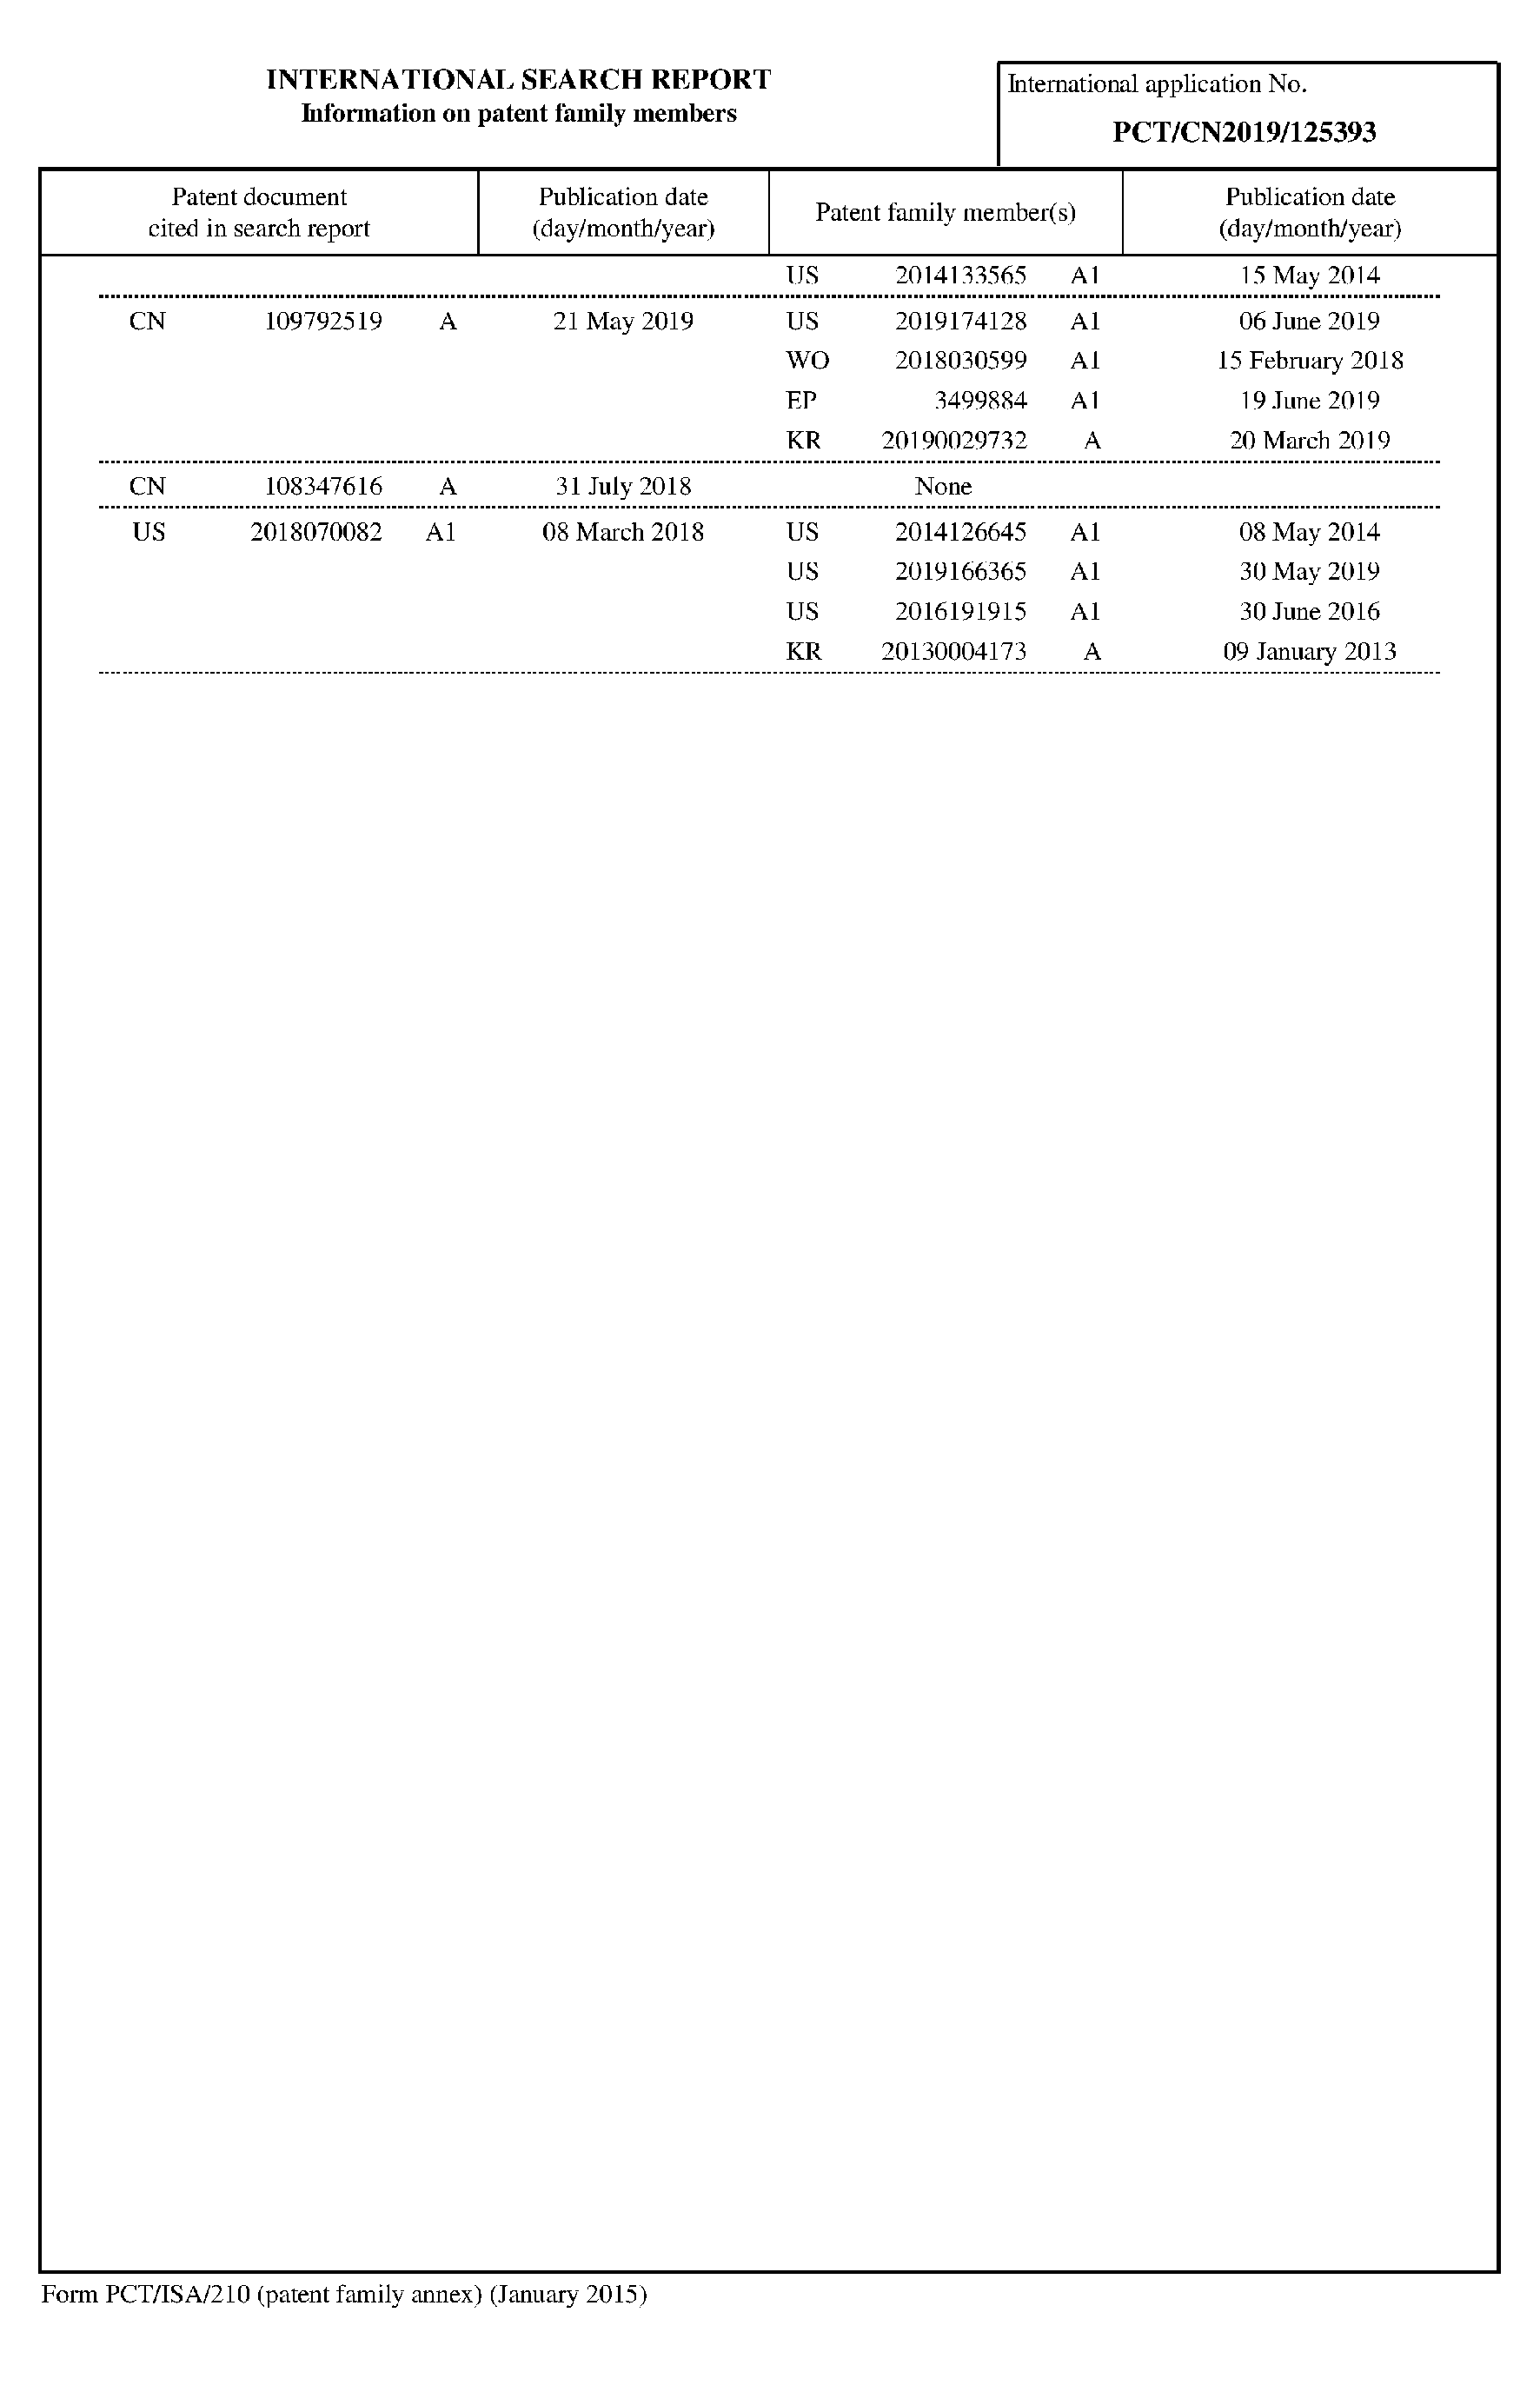 INTERNATIONAL SEARCH REPORT
Information on patent family members
International application No.
PCT/CN2019/125393
Patent document
cited in search report
Publication date
(day/month/year)
Patent family member(s)
Publication date
(day/month/year)
US 2014133565 A1 15 May 2014
CN 109792519 A 21 May 2019 US 2019174128 A1 06 June 2019
WO 2018030599 A1 15 February 2018
EP 3499884 A1 19 June 2019
KR 20190029732 A 20 March 2019
CN 108347616 A 31 July 2018 None
US 2018070082 A1 08 March 2018 US 2014126645 A1 08 May 2014
US 2019166365 A1 30 May 2019
US 2016191915 A1 30 June 2016
KR 20130004173 A 09 January 2013
Form PCT/ISA/210 (patent family annex) (January 2015)